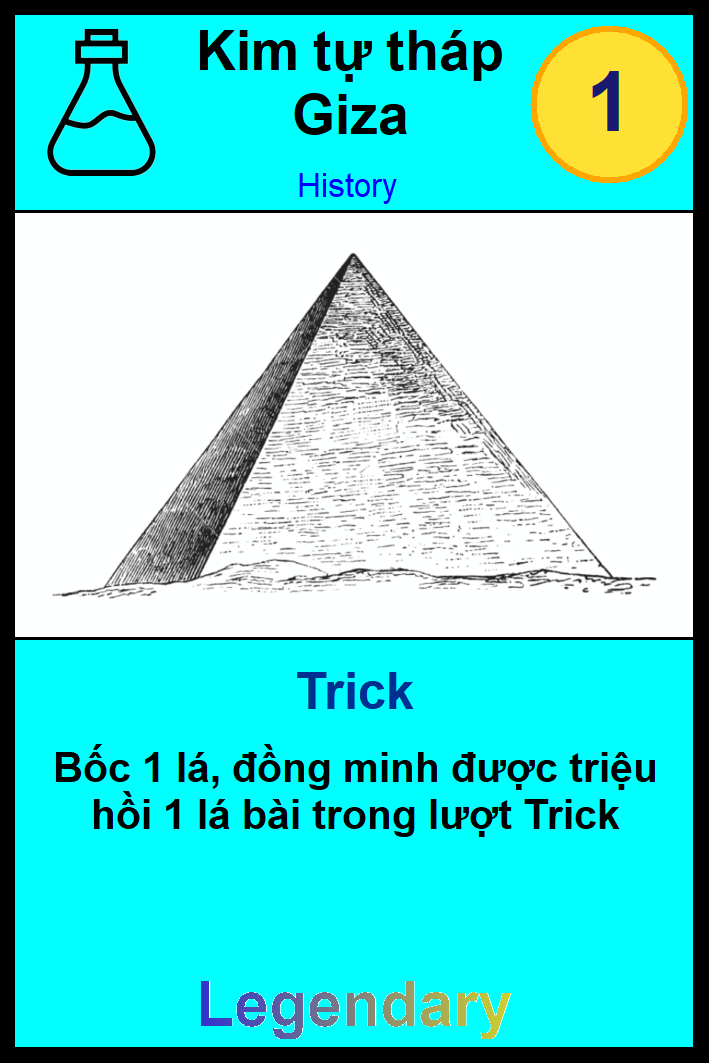 Kim tự tháp
Giza
1
History
Trick
Bốc 1 lá, đồng minh được triệu
hồi 1 lá bài trong lượt Trick
Legendary